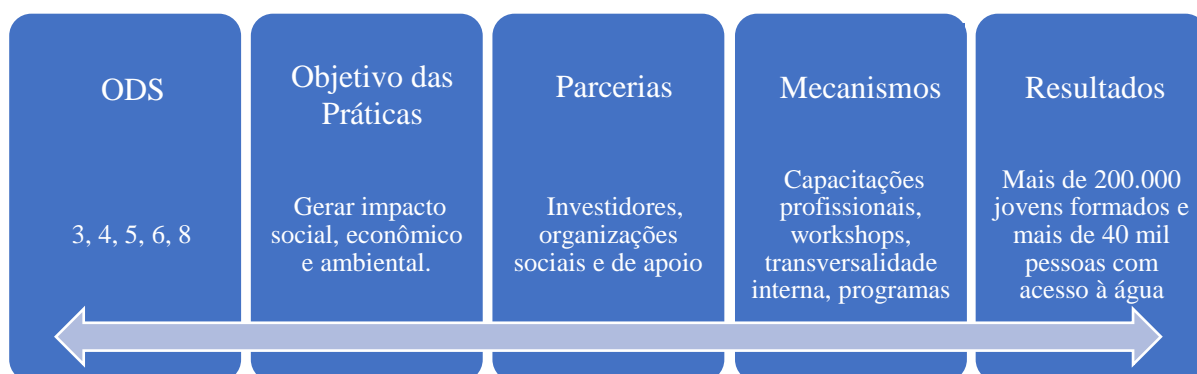 ODS
3, 4, 5, 6, 8
Objetivo das
Práticas
Gerar impacto
social, econômico
e ambiental.
Parcerias
Investidores,
organizações
sociais e de apoio
Mecanismos
Capacitações
profissionais,
workshops,
transversalidade
interna, programas
Resultados
Mais de 200.000
jovens formados e
mais de 40 mil
pessoas com
acesso à água